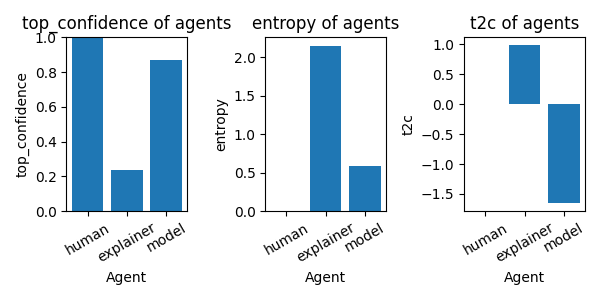 top_confidence of agents
top_confidence
1.0
0.8
0.6
0.4
0.2
0.0
human
explainer
model
Agent
entropy of agents
entropy
2.0
1.5
1.0
0.5
0.0
human
explainer
model
Agent
t2c of agents
t2c
1.0
0.5
0.0
−0.5
−1.0
−1.5
human
explainer
model
Agent